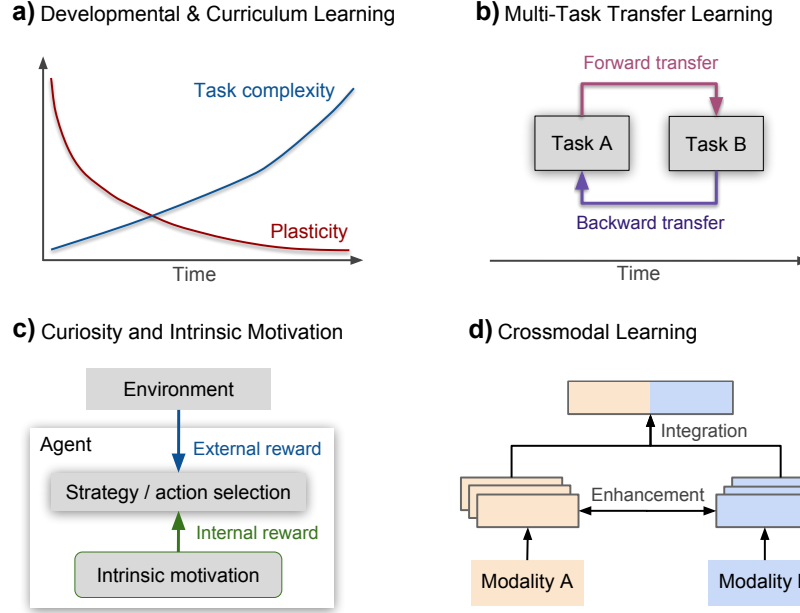 a) Developmental & Curriculum Learning
Task complexity
Plasticity
Time
b) Multi-Task Transfer Learning
Forward transfer
Task A
Task B
Backward transfer
Time
c) Curiosity and Intrinsic Motivation
Environment
Agent
External reward
Strategy / action selection
Internal reward
Intrinsic motivation
d) Crossmodal Learning
Integration
Enhancement
Modality A
Modality